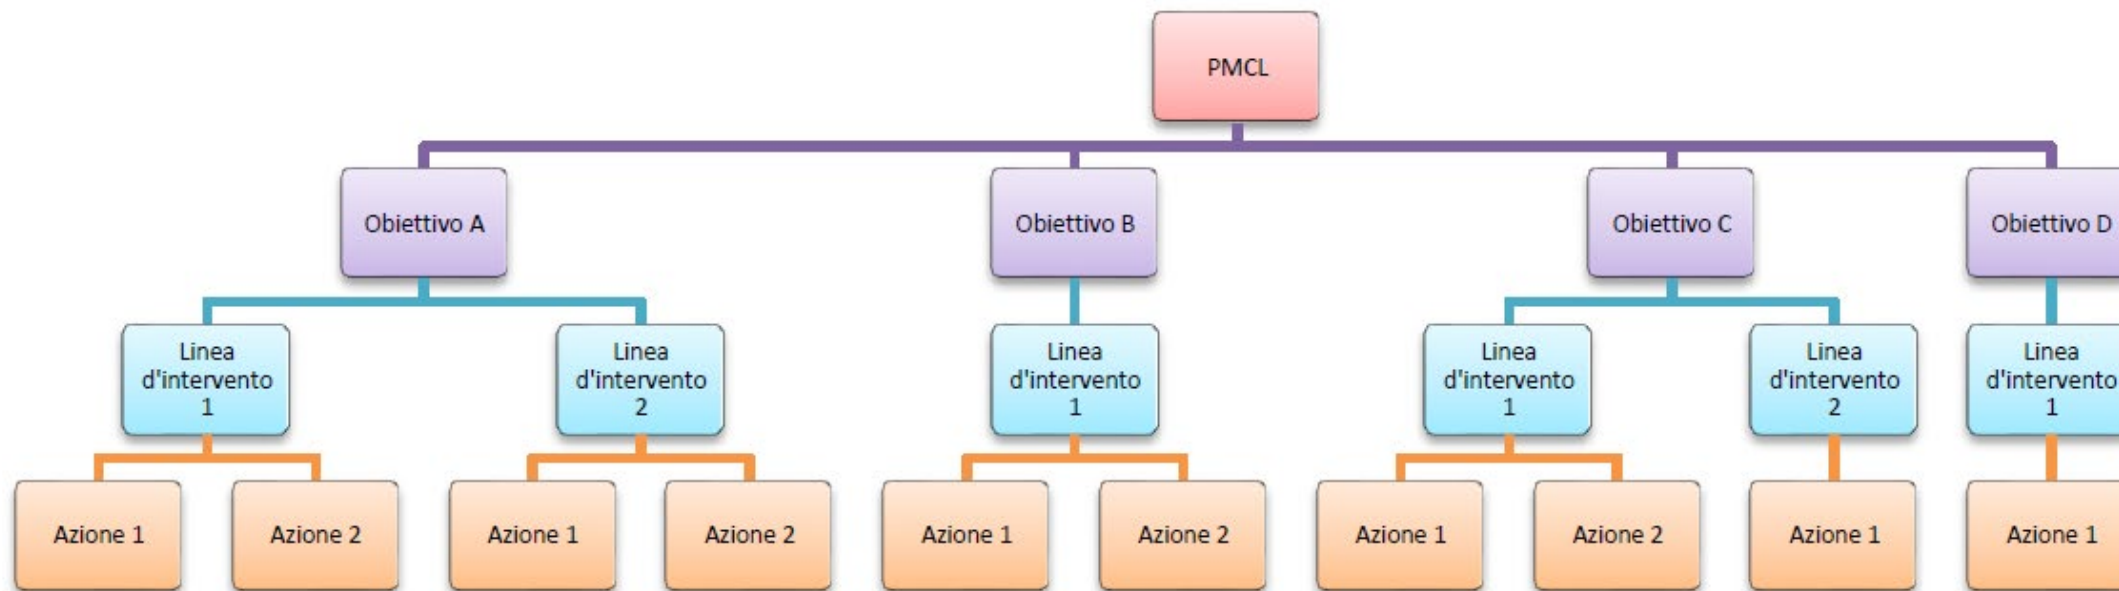 PMCL
Obiettivo A
Obiettivo B
Obiettivo C
Obiettivo D
Linea
d'intervento
1
Linea
d'intervento
2
Linea
d'intervento
1
Linea
d'intervento
1
Linea
d'intervento
2
Linea
d'intervento
1
Azione 1
Azione 2
Azione 1
Azione 2
Azione 1
Azione 2
Azione 1
Azione 2
Azione 1
Azione 1